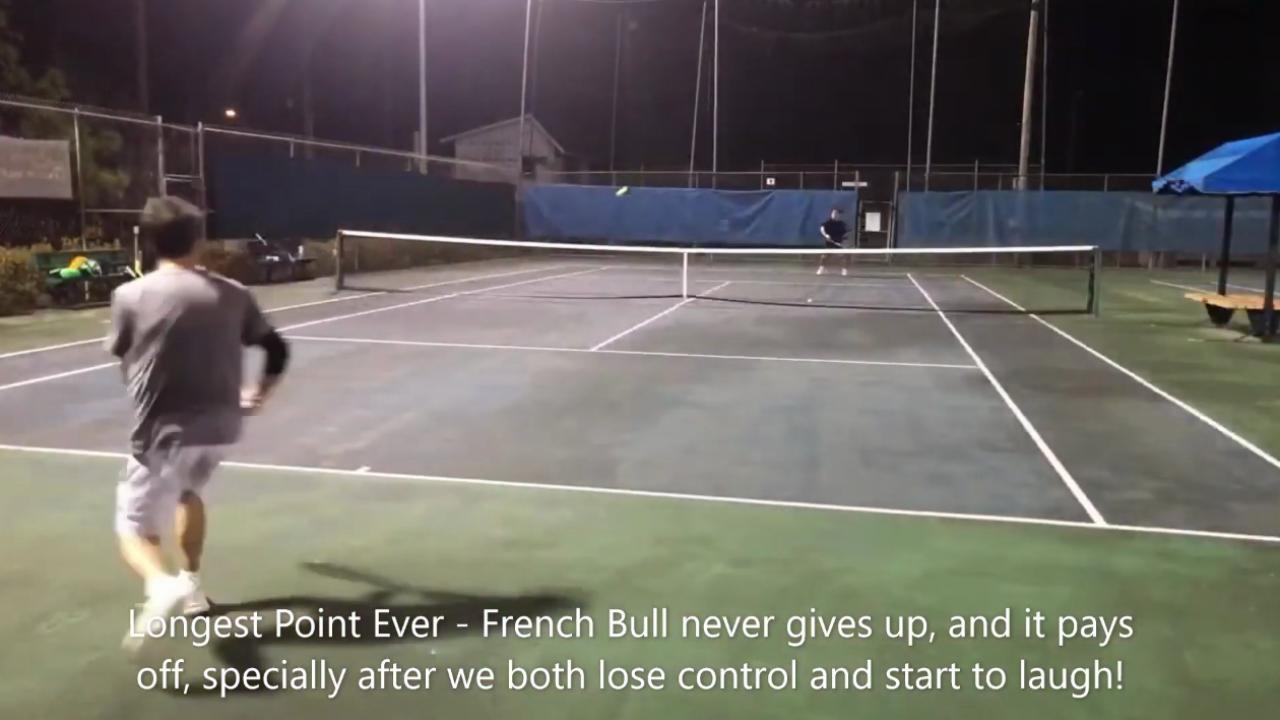 Longest Point Ever - French Bull never gives up, and it pays
off, specially after we both lose control and start to laugh!